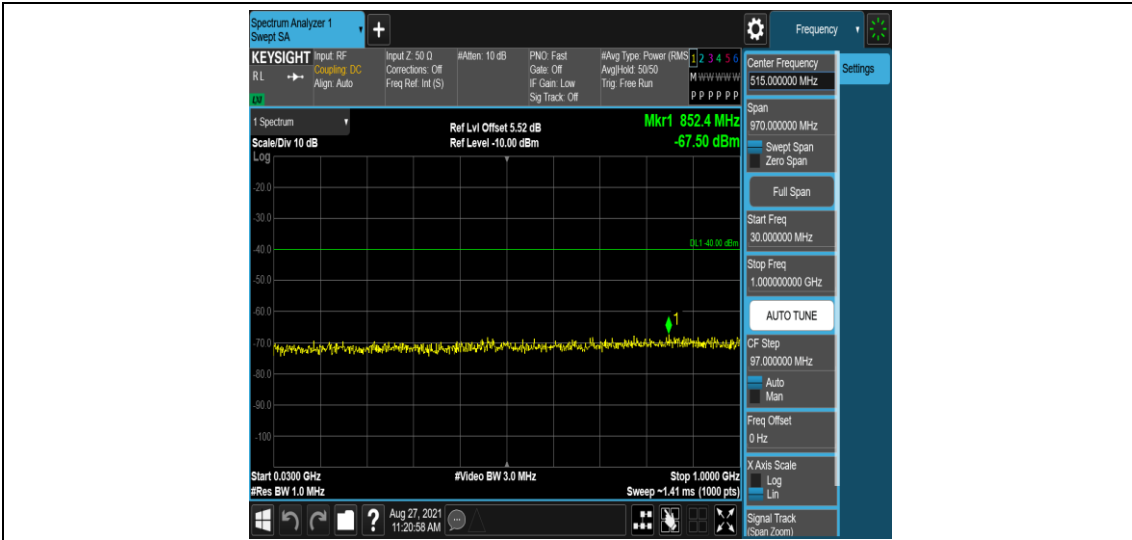 Spectrum Analyzer 1
Swept SA
+
Frequency
KEYSIGHT
RL
LXI
Input: RF
Coupling: DC
Align: Auto
Input Z: 50 Ω
Corrections: Off
Freq Ref: Int (S)
#Atten: 10 dB
PNO: Fast
Gate: Off
IF Gain: Low
Sig Track: Off
#Avg Type: Power (RMS
Avg|Hold: 50/50
Trig: Free Run
1 2 3 4 5 6
M W W W W W
P P P P P P
Center Frequency
515.000000 MHz
Settings
Span
970.000000 MHz
Swept Span
Zero Span
Full Span
Start Freq
30.000000 MHz
Stop Freq
1.000000000 GHz
AUTO TUNE
CF Step
97.000000 MHz
Auto
Man
Freq Offset
0 Hz
X Axis Scale
Log
Lin
Signal Track
(Span Zoom)
1 Spectrum
Scale/Div 10 dB
Log
Ref Lvl Offset 5.52 dB
Ref Level -10.00 dBm
Mkr1 852.4 MHz
-67.50 dBm
-20.0
-30.0
-40.0
DL1 -40.00 dBm
-50.0
-60.0
1
-70.0
-80.0
-90.0
-100
Start 0.0300 GHz
#Res BW 1.0 MHz
#Video BW 3.0 MHz
Stop 1.0000 GHz
Sweep ~1.41 ms (1000 pts)
?
Aug 27, 2021
11:20:58 AM